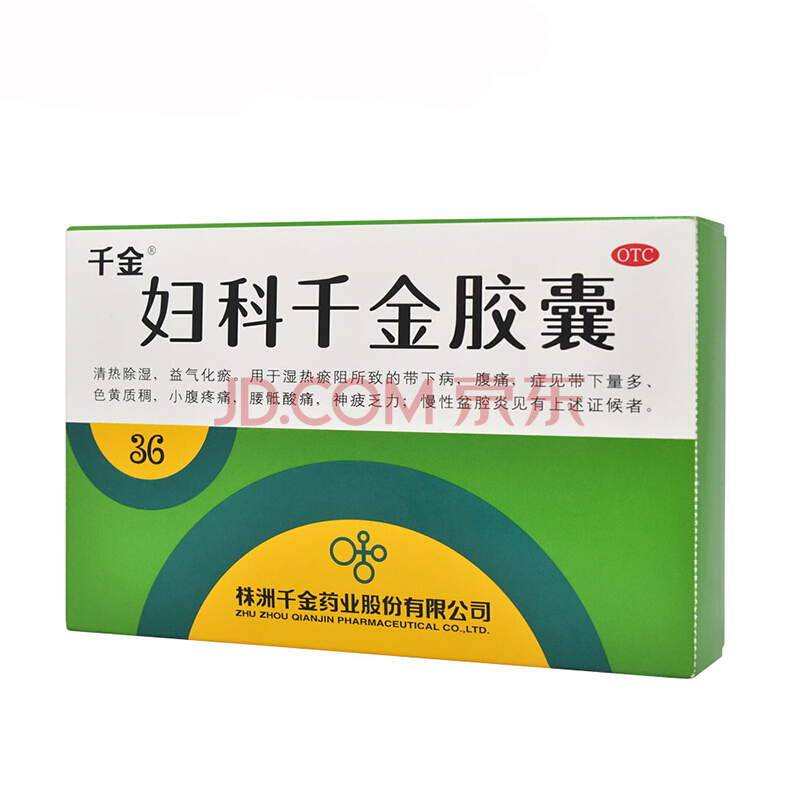 千金®
OTC
妇科千金胶囊
清热除湿、益气化瘀。用于湿热瘀阻所致的带下病、腹痛，症见带下量多、
色黄质稠，小腹疼痛，腰骶酸痛，神疲乏力；慢性盆腔炎见有上述证候者。
JD.COM 京东
36
株洲千金药业股份有限公司
ZHU ZHOU QIANJIN PHARMACEUTICAL CO.,LTD.